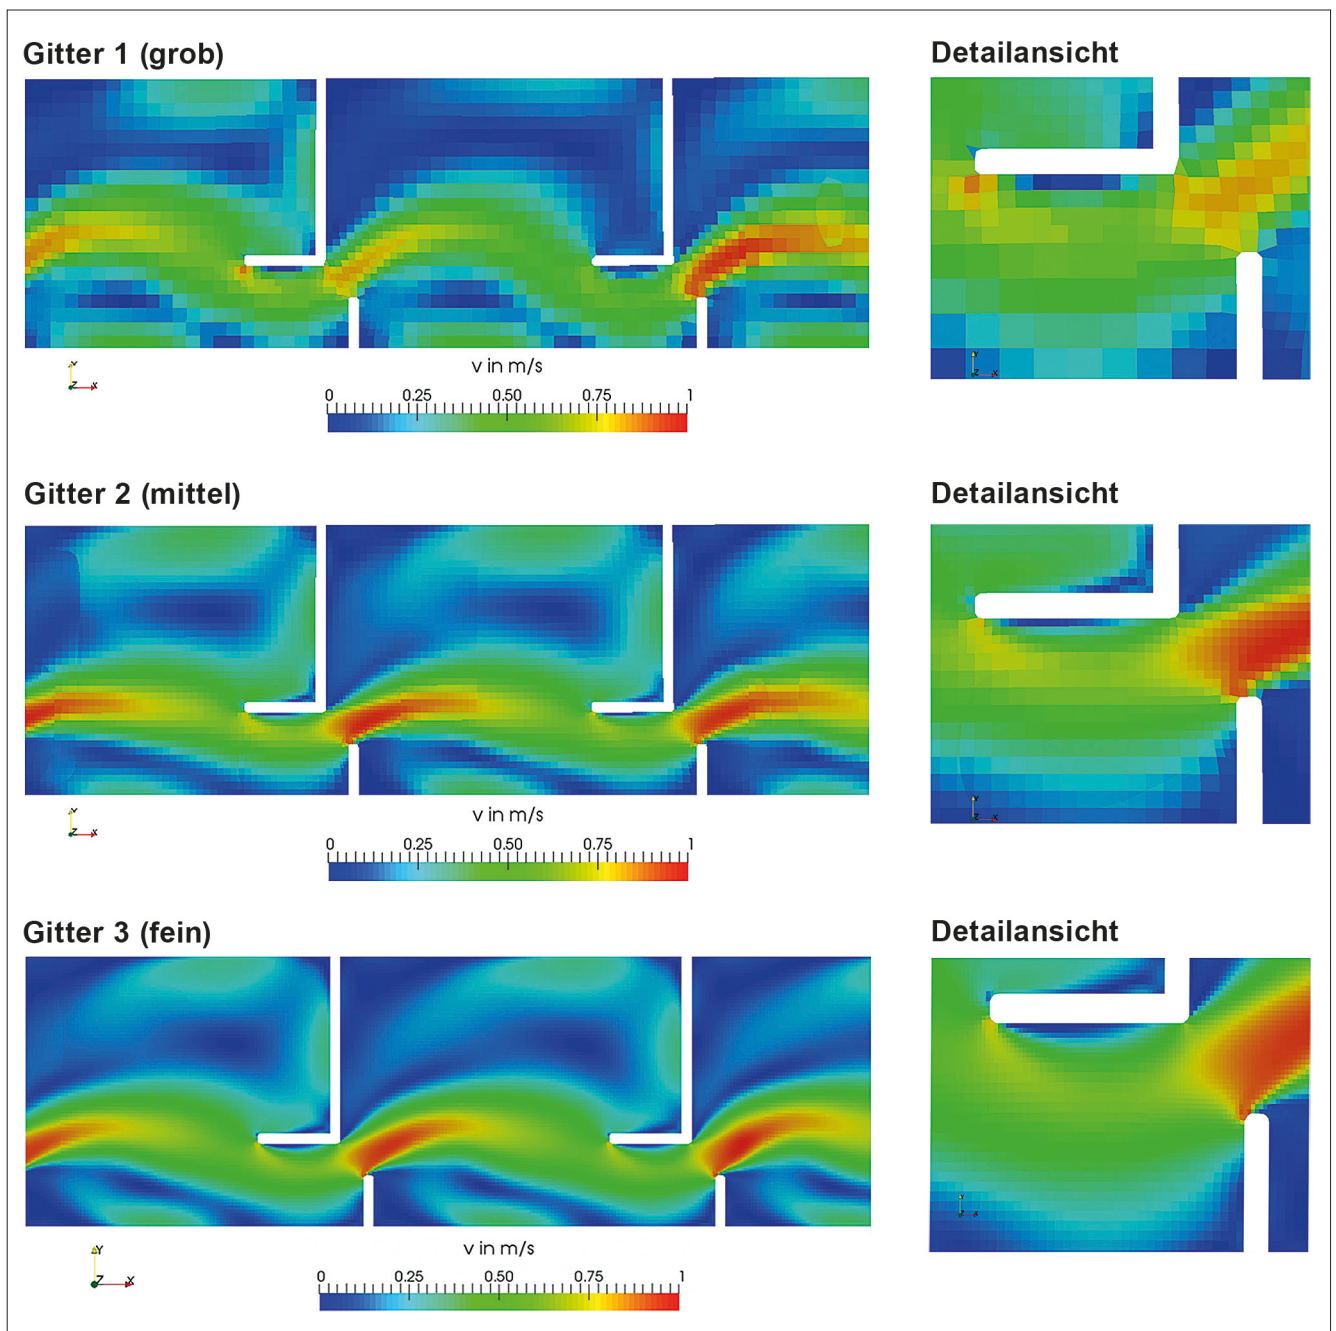 Gitter 1 (grob)
Detailansicht
Y
Z X
Y
Z X
v in m/s
0 0.25 0.50 0.75 1
Gitter 2 (mittel)
Detailansicht
Y
Z X
Y
Z X
v in m/s
0 0.25 0.50 0.75 1
Gitter 3 (fein)
Detailansicht
Y
Z X
Y
Z X
v in m/s
0 0.25 0.50 0.75 1